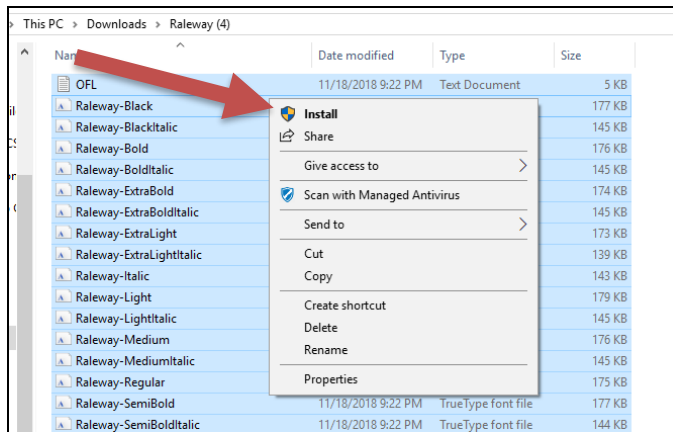 This PC > Downloads > Raleway (4)
Date modified Type Size
OFL 11/18/2018 9:22 PM Text Document 5 KB
Raleway-Black 177 KB
Install
Raleway-BlackItalic 145 KB
Share
Raleway-Bold 176 KB
Give access to
Raleway-BoldItalic 145 KB
Raleway-ExtraBold 174 KB
Scan with Managed Antivirus
Raleway-ExtraBoldItalic 145 KB
Send to
Raleway-ExtraLight 173 KB
Raleway-ExtraLightItalic 139 KB
Cut
Raleway-Italic 143 KB
Copy
Raleway-Light 179 KB
Create shortcut
Raleway-LightItalic 145 KB
Delete
Raleway-Medium 176 KB
Rename
Raleway-MediumItalic 145 KB
Raleway-Regular 175 KB
Properties
Raleway-SemiBold 11/18/2018 9:22 PM TrueType font file 177 KB
Raleway-SemiBoldItalic 11/18/2018 9:22 PM TrueType font file 144 KB